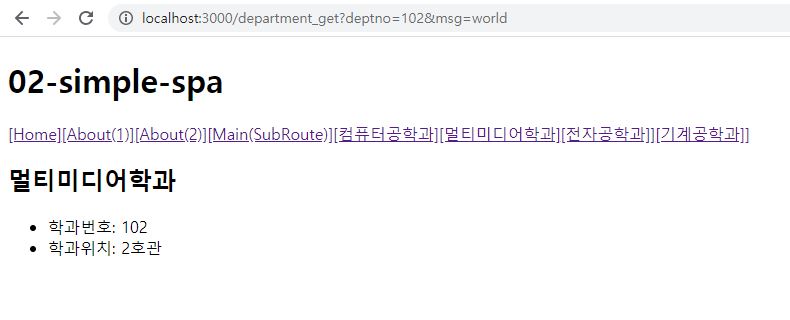 localhost:3000/department_get?deptno=102&msg=world
02-simple-spa
[Home][About(1)][About(2)][Main(SubRoute)][컴퓨터공학과][멀티미디어학과][전자공학과]][기계공학과]]
멀티미디어학과
• 학과번호: 102
• 학과위치: 2호관